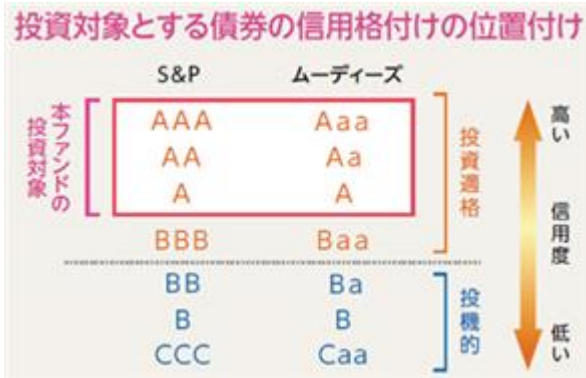 投資対象とする債券の信用格付けの位置付け
S&P ムーディーズ
本ファンドの
投資対象
AAA Aaa
AA Aa
A A
BBB Baa
投資適格
BB Ba
B B
CCC Caa
投機的
高い
信用度
低い